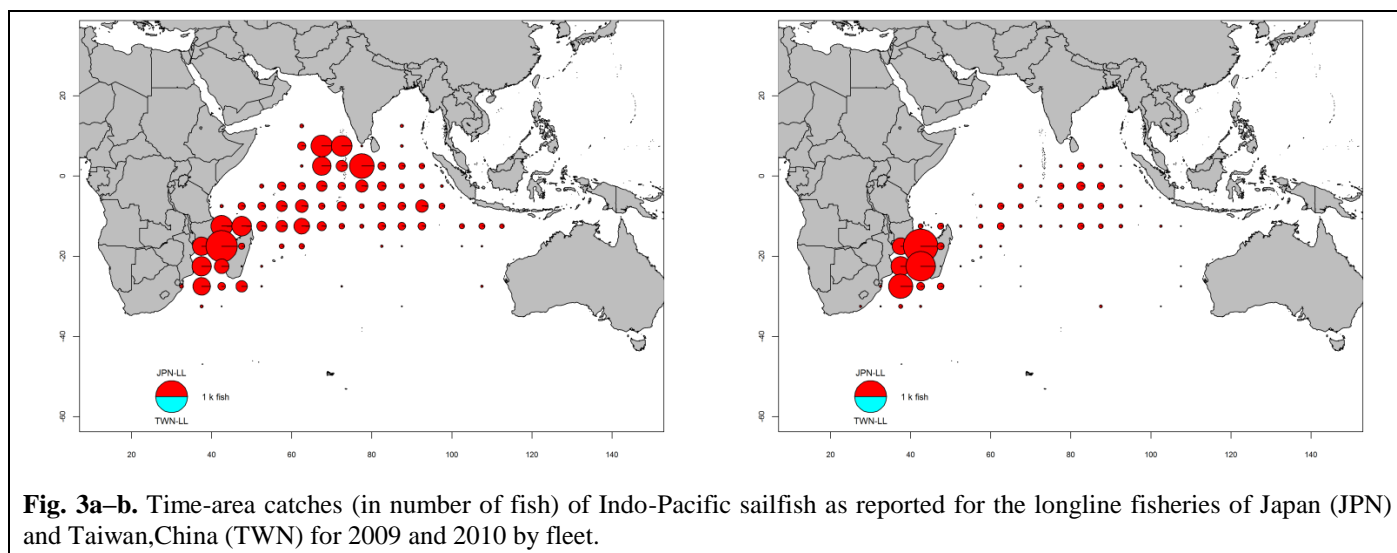 20
0
-20
-40
-60
JPN-LL
1 k fish
TWN-LL
20 40 60 80 100 120 140
20
0
-20
-40
-60
JPN-LL
1 k fish
TWN-LL
20 40 60 80 100 120 140
Fig. 3a–b. Time-area catches (in number of fish) of Indo-Pacific sailfish as reported for the longline fisheries of Japan (JPN)
and Taiwan,China (TWN) for 2009 and 2010 by fleet.